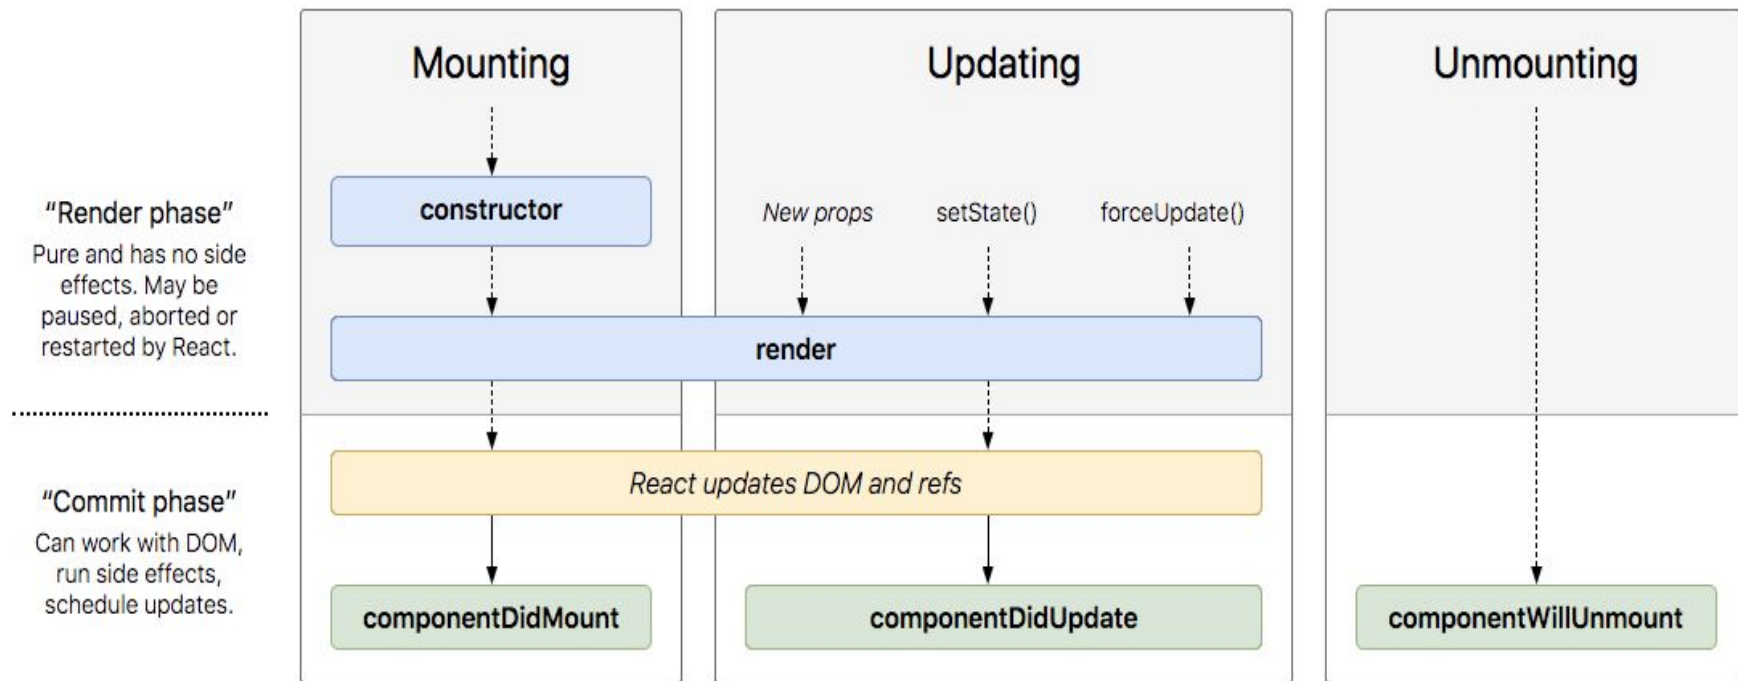 Mounting
Updating
Unmounting
“Render phase”
Pure and has no side
effects. May be
paused, aborted or
restarted by React.
constructor
New props
setState()
forceUpdate()
render
“Commit phase”
Can work with DOM,
run side effects,
schedule updates.
React updates DOM and refs
componentDidMount
componentDidUpdate
componentWillUnmount